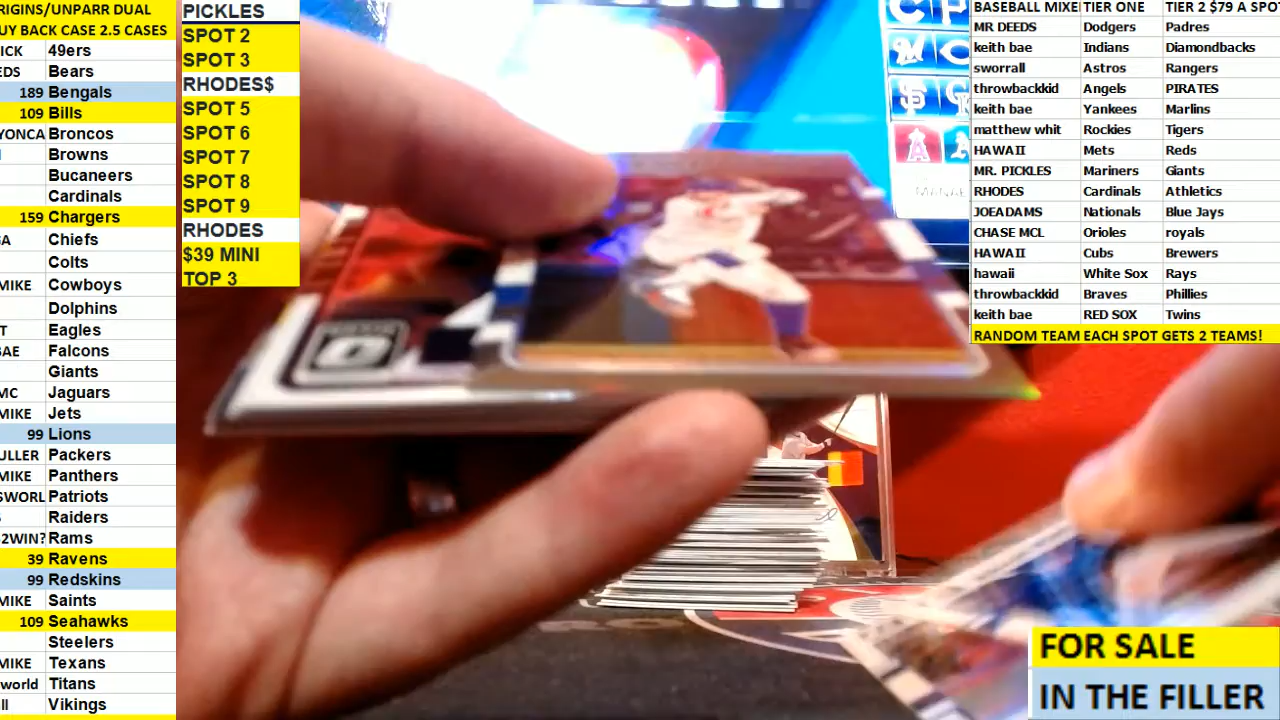 RIGINS/UNPARR DUAL
UY BACK CASE 2.5 CASES
ICK 49ers
EDS Bears
189 Bengals
109 Bills
YONCA Broncos
Browns
Bucaneers
Cardinals
159 Chargers
GA Chiefs
Colts
MIKE Cowboys
Dolphins
T Eagles
BAE Falcons
Giants
MC Jaguars
MIKE Jets
99 Lions
ULLER Packers
MIKE Panthers
SWORL Patriots
Raiders
2WIN? Rams
39 Ravens
99 Redskins
MIKE Saints
109 Seahawks
Steelers
MIKE Texans
world Titans
ll Vikings
PICKLES
SPOT 2
SPOT 3
RHODES$
SPOT 5
SPOT 6
SPOT 7
SPOT 8
SPOT 9
RHODES
$39 MINI
TOP 3
BASEBALL MIXE TIER ONE TIER 2 $79 A SPO
MR DEEDS Dodgers Padres
keith bae Indians Diamondbacks
sworrall Astros Rangers
throwbackkid Angels PIRATES
keith bae Yankees Marlins
matthew whit Rockies Tigers
HAWAII Mets Reds
MR. PICKLES Mariners Giants
RHODES Cardinals Athletics
JOEADAMS Nationals Blue Jays
CHASE MCL Orioles royals
HAWAII Cubs Brewers
hawaii White Sox Rays
throwbackkid Braves Phillies
keith bae RED SOX Twins
RANDOM TEAM EACH SPOT GETS 2 TEAMS!
FOR SALE
IN THE FILLER